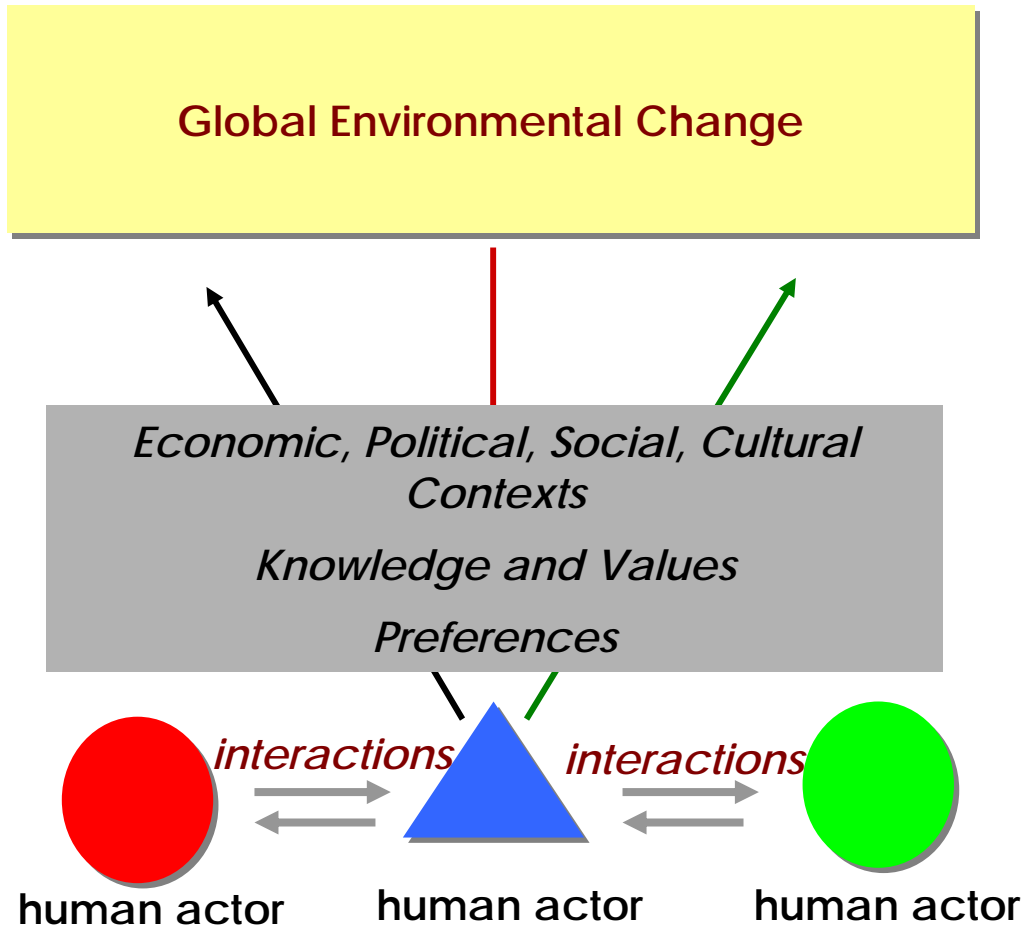 Global Environmental Change
Economic, Political, Social, Cultural
Contexts
Knowledge and Values
Preferences
interactions
interactions
human actor
human actor
human actor